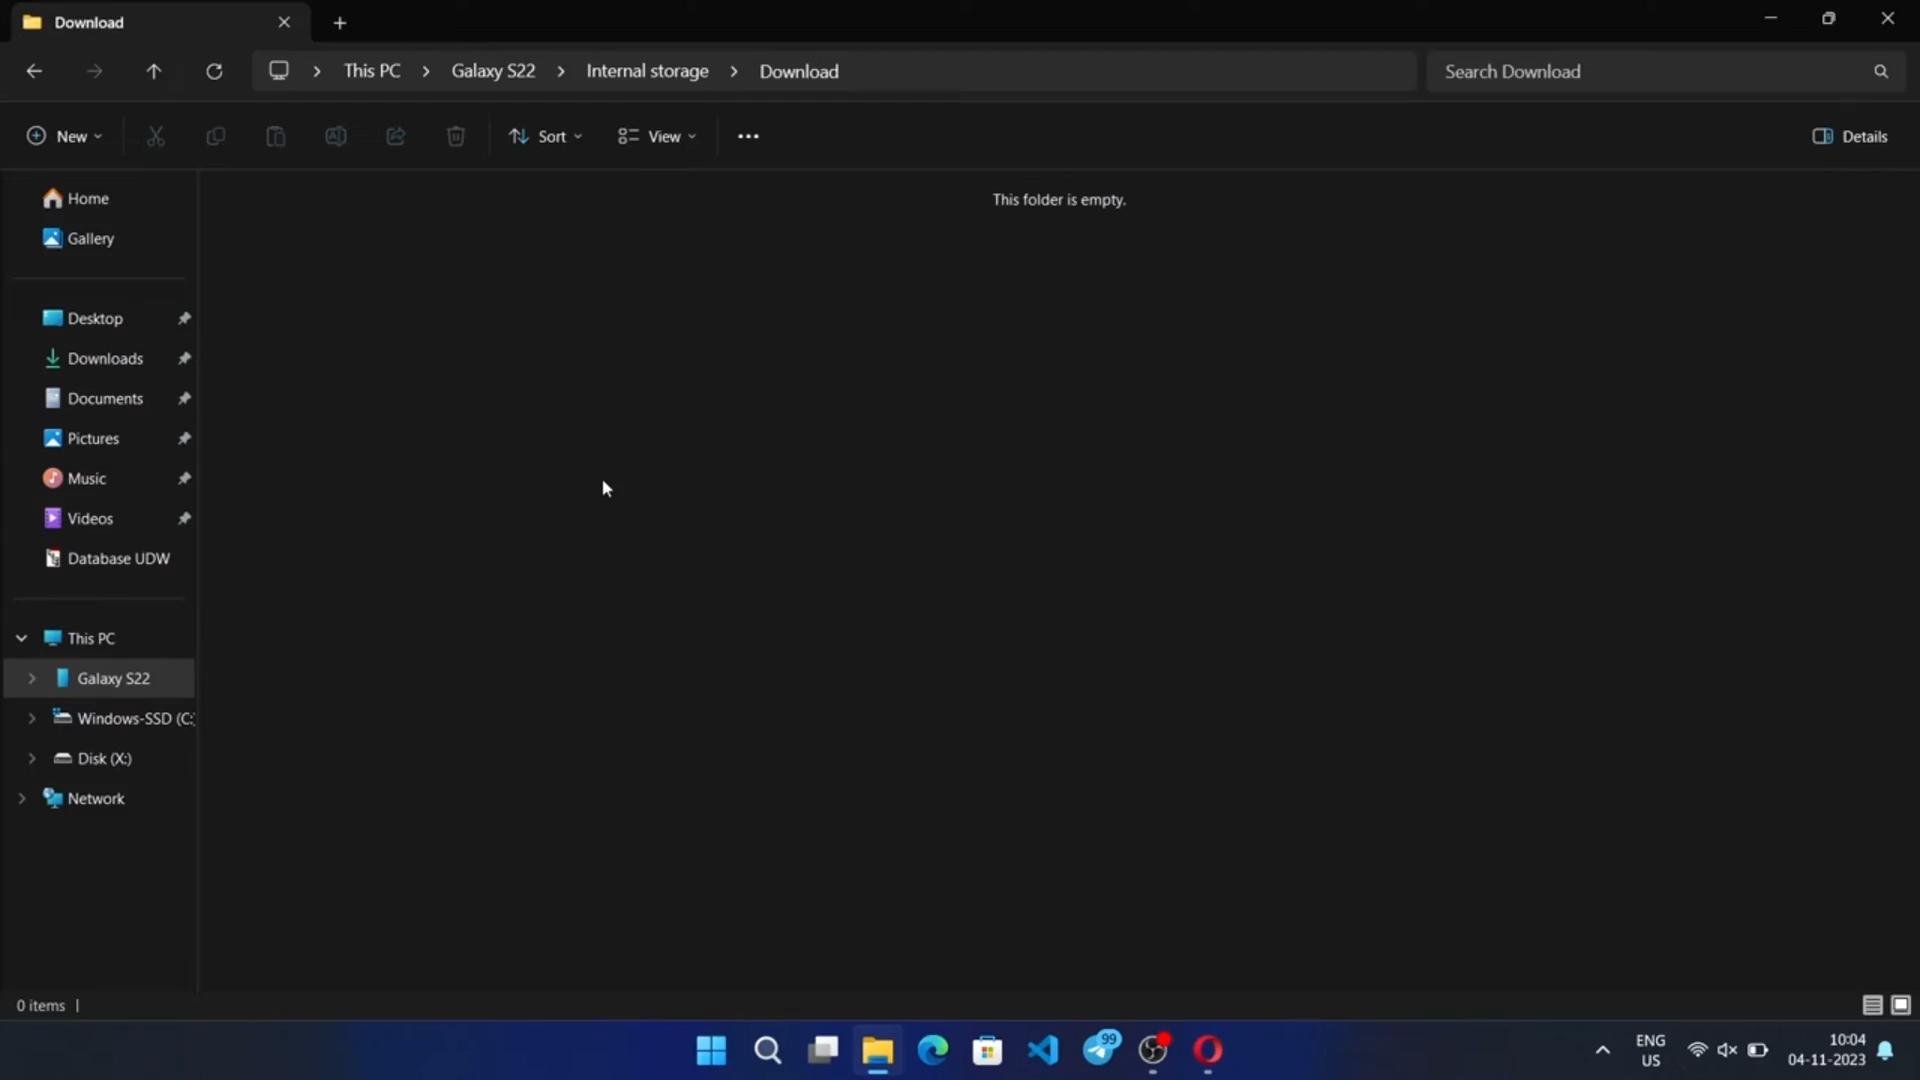 Download
This PC
Galaxy S22
Internal storage
Download
Search Download
New
Sort
View
Details
Home
Gallery
Desktop
Downloads
Documents
Pictures
Music
Videos
Database UDW
This PC
Galaxy S22
Windows-SSD (C:)
Disk (X:)
Network
This folder is empty.
0 items
99
ENG
US
10:04
04-11-2023